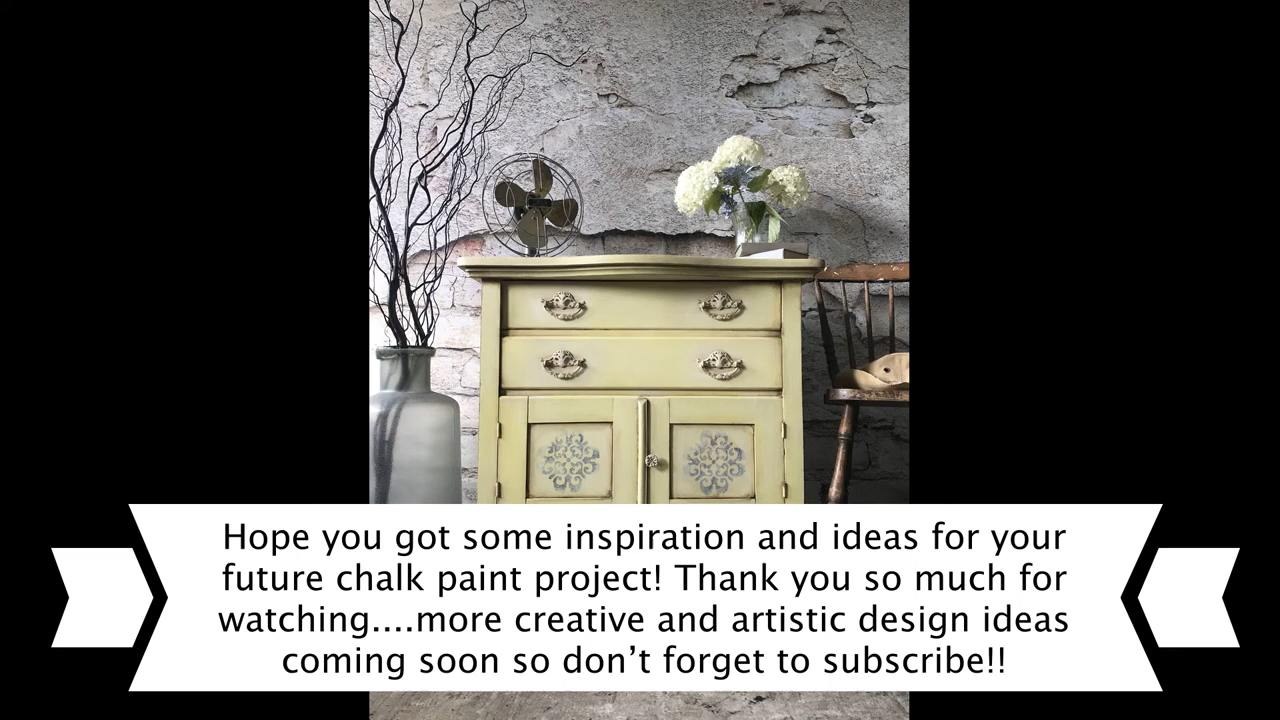 Hope you got some inspiration and ideas for your
future chalk paint project! Thank you so much for
watching....more creative and artistic design ideas
coming soon so don’t forget to subscribe!!